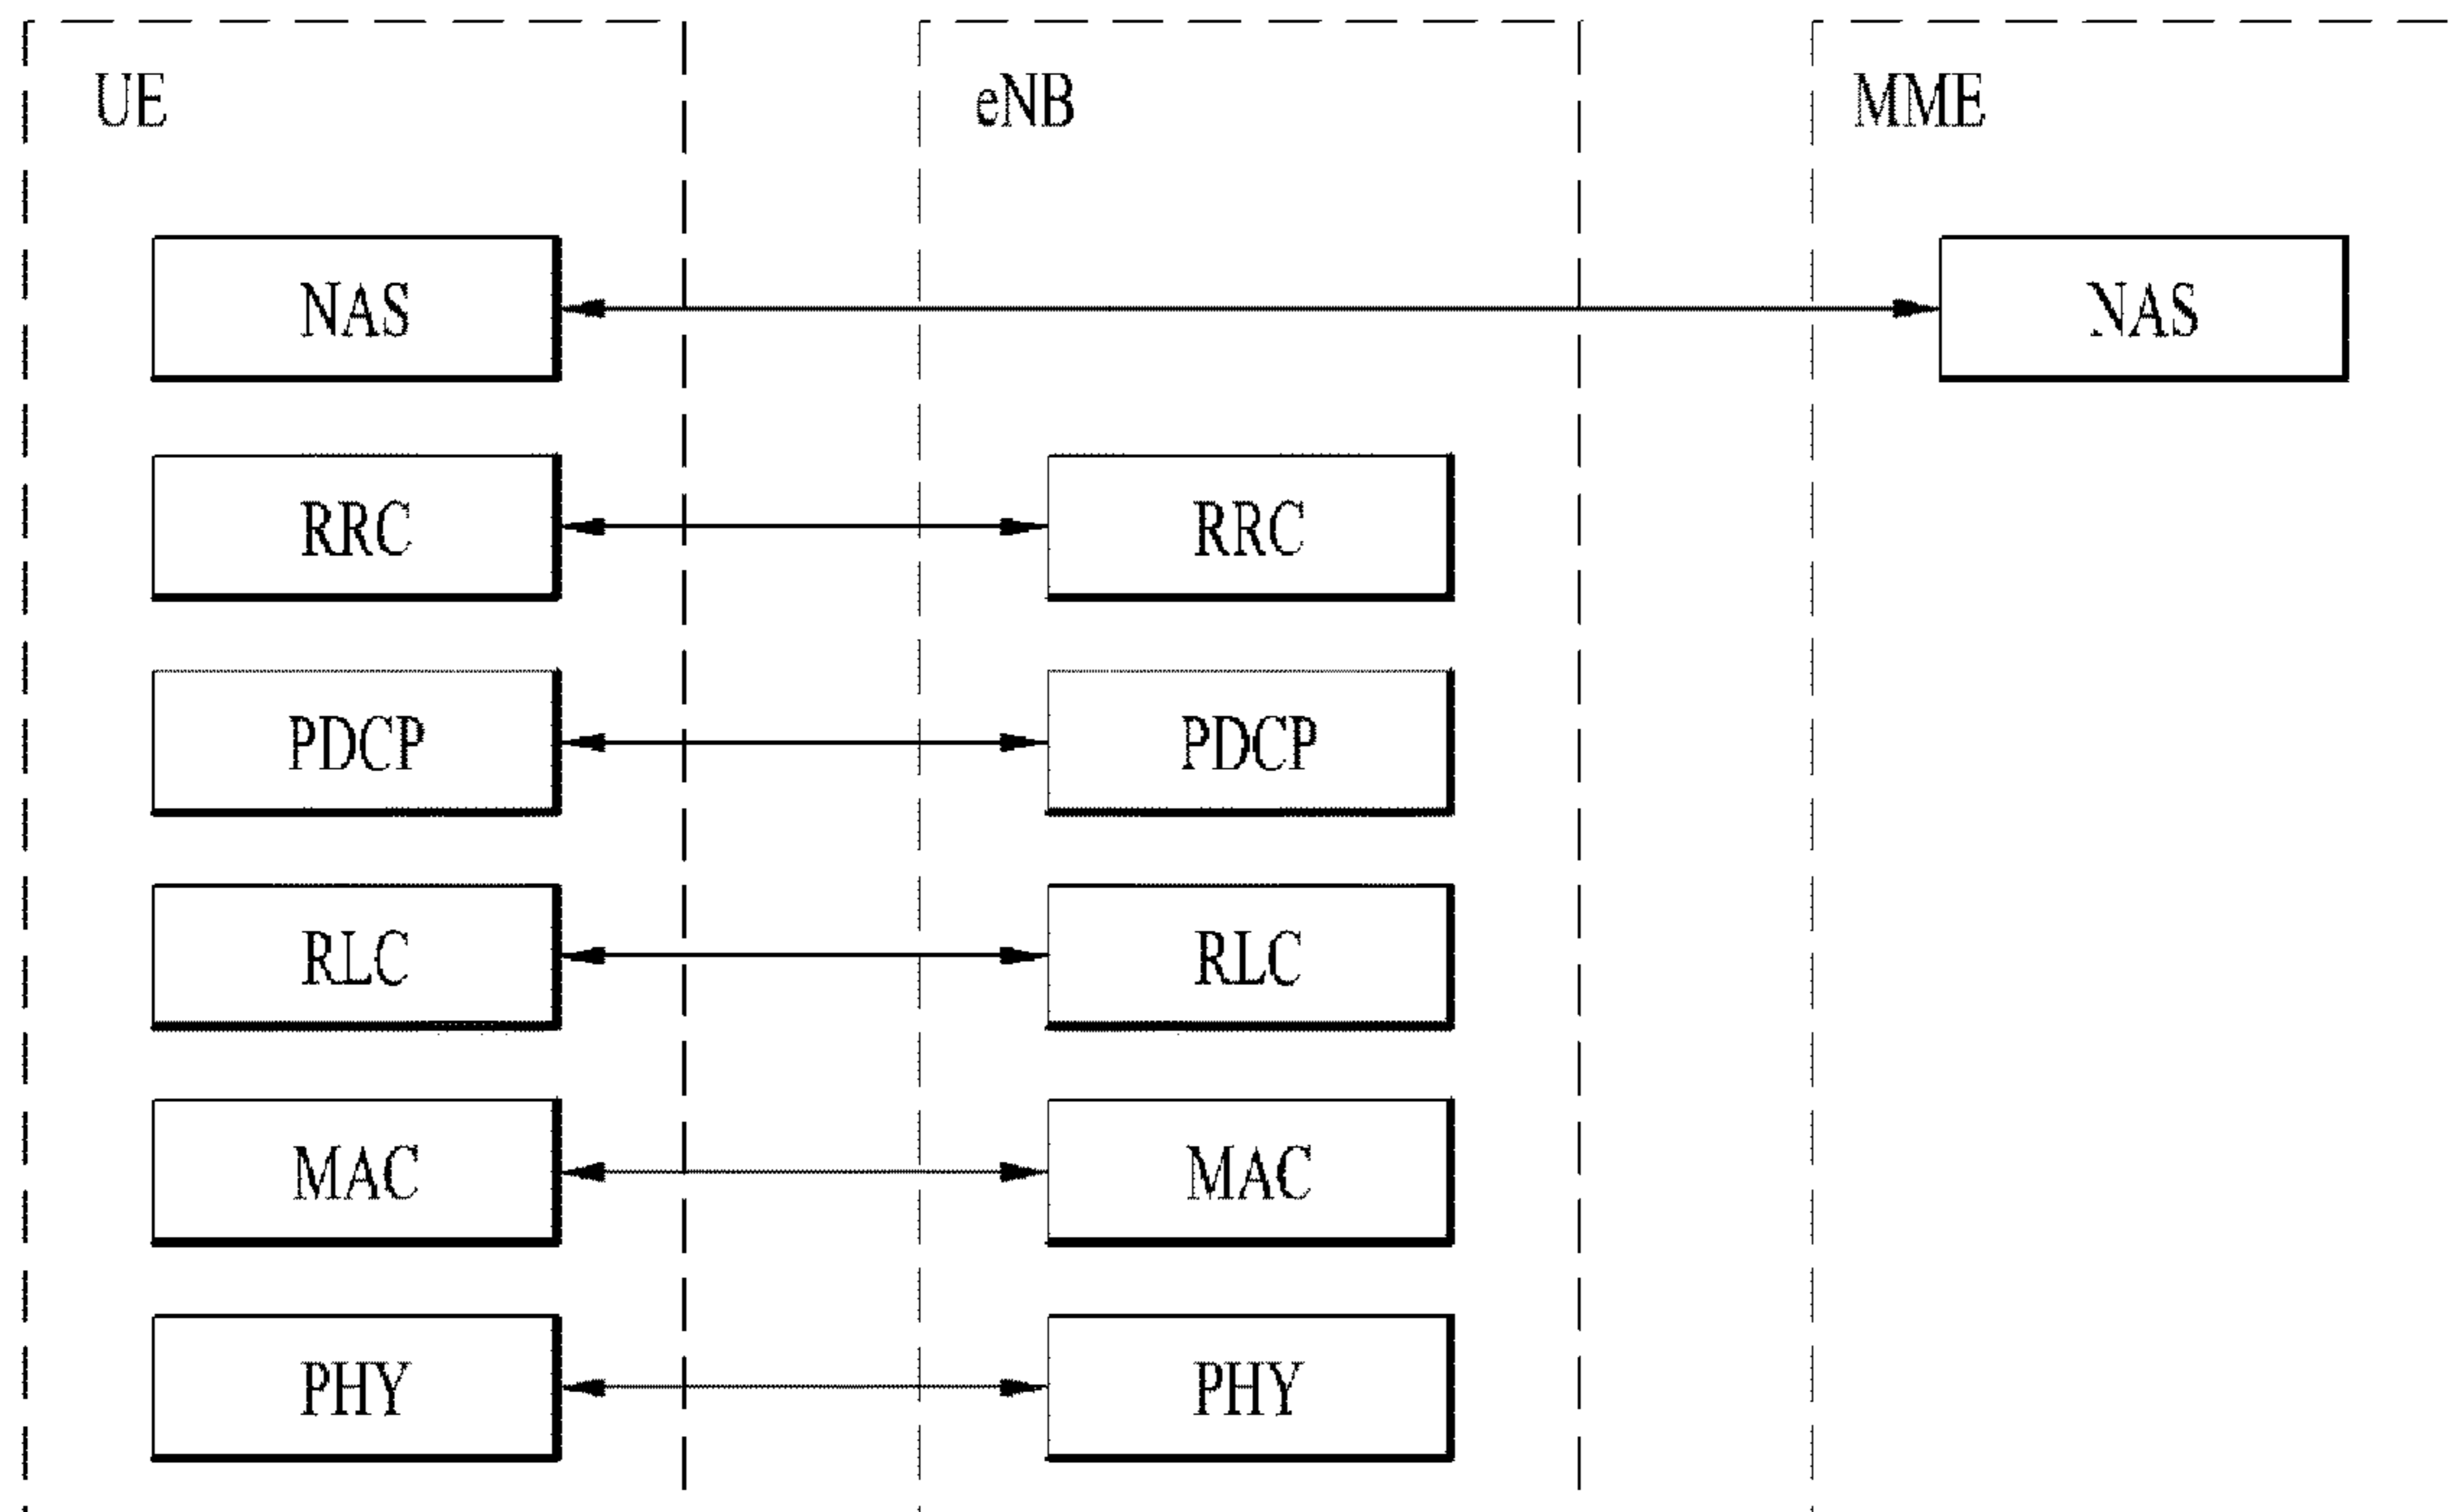 UE eNB MME
NAS NAS
RRC RRC
PDCP PDCP
RLC RLC
MAC MAC
PHY PHY